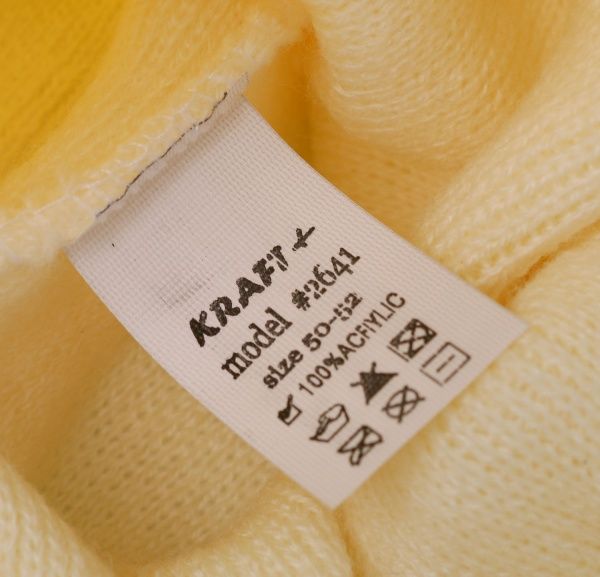 KRAFT+
model #2641
size 50-52
100%ACRYLIC